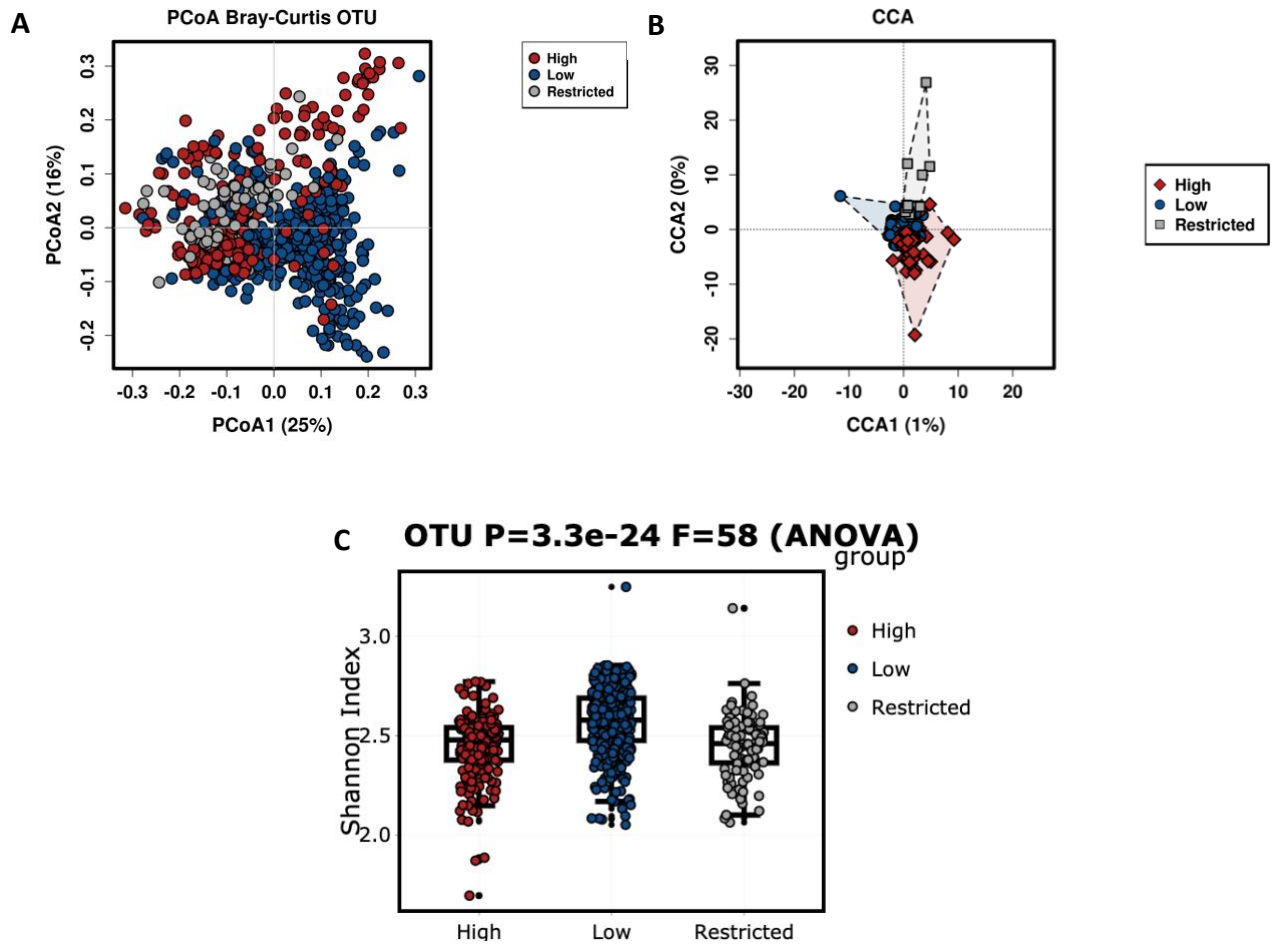 A
PCoA Bray-Curtis OTU
PCoA2 (16%)
0.3
0.2
0.1
0.0
-0.1
-0.2
-0.3 -0.2 -0.1 0.0 0.1 0.2 0.3
PCoA1 (25%)
High
Low
Restricted
B
CCA
CCA2 (0%)
30
20
10
0
-10
-20
-30 -20 -10 0 10 20
CCA1 (1%)
High
Low
Restricted
C
OTU P=3.3e-24 F=58 (ANOVA)
group
Shannon Index
3.0
2.5
2.0
High Low Restricted
High
Low
Restricted